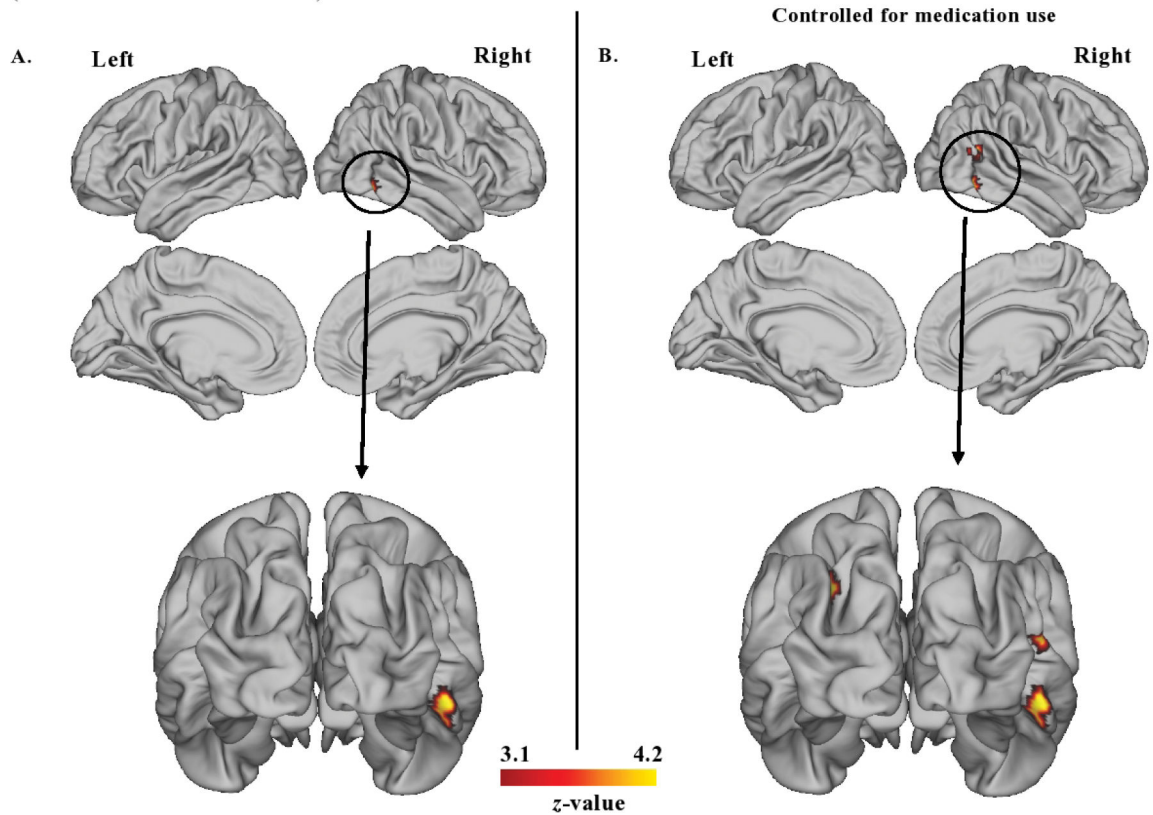 Controlled for medication use
A.
Left
Right
B.
Left
Right
3.1
4.2
z-value